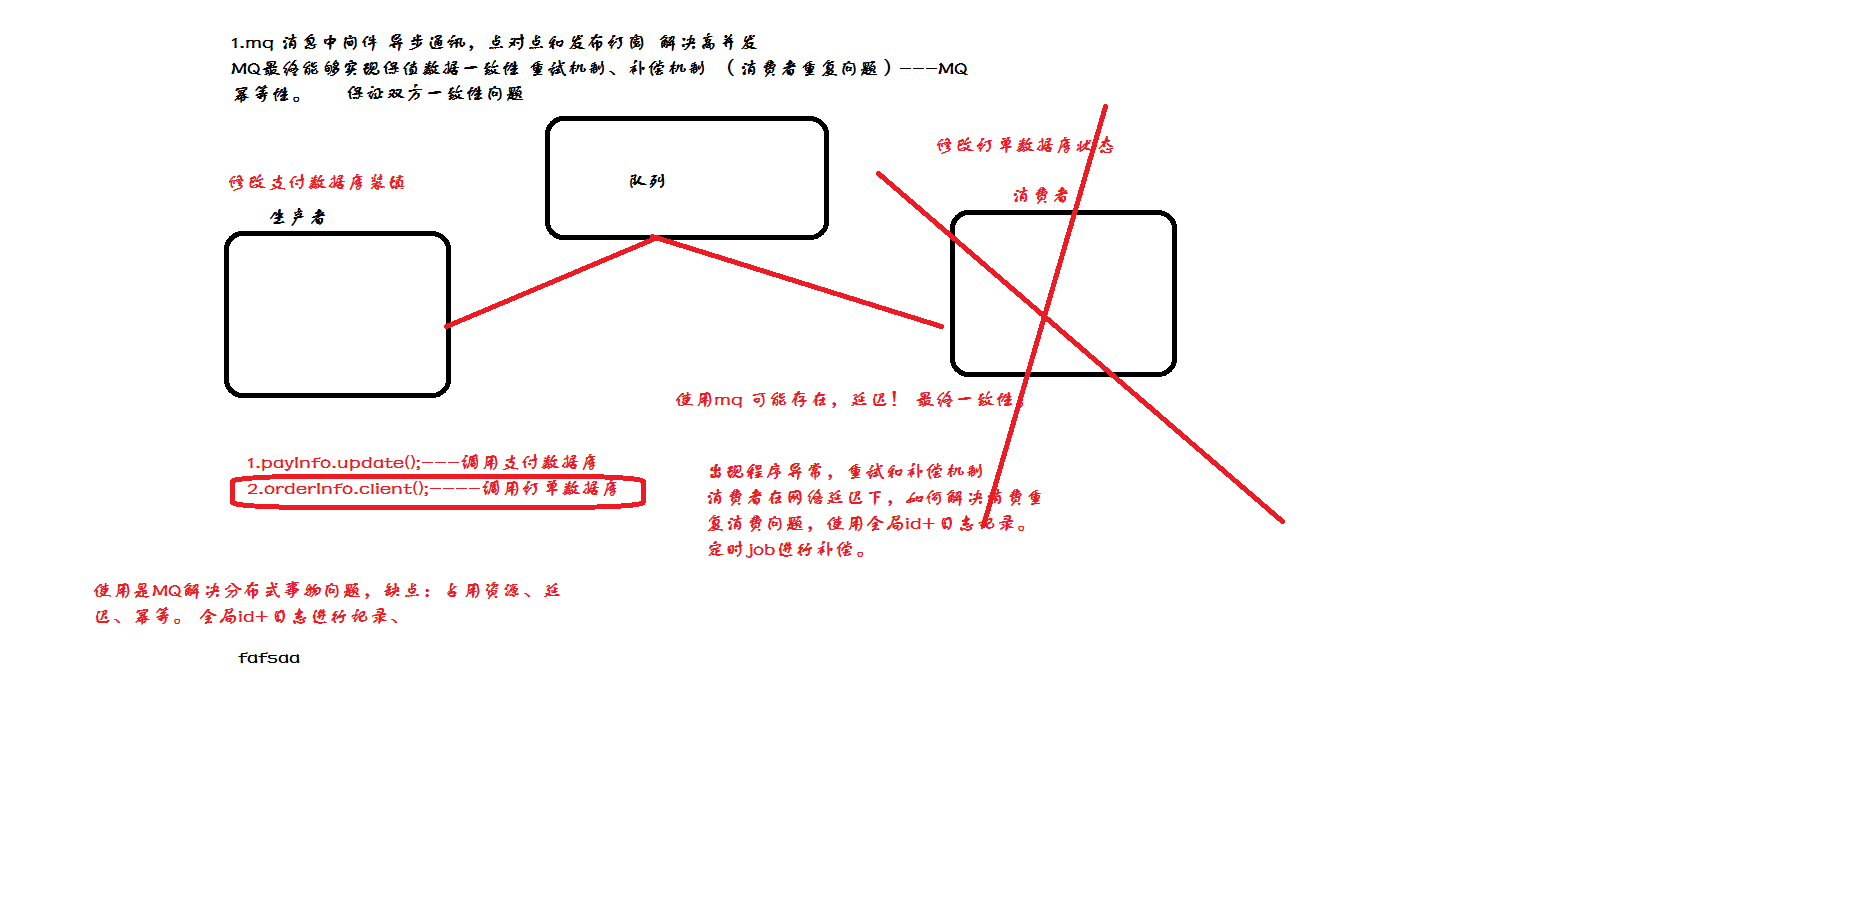 1.mq 消息中间件 异步通讯，点对点和发布订阅 解决高并发
MQ最终能够实现保值数据一致性 重试机制、补偿机制 （消费者重复问题）---MQ
幂等性。 保证双方一致性问题
修改订单数据库状态
修改支付数据库装填
队列
消费者
生产者
使用mq 可能存在，延迟！ 最终一致性，
1.payInfo.update();---调用支付数据库
2.orderInfo.client();----调用订单数据库
出现程序异常，重试和补偿机制
消费者在网络延迟下，如何解决消费重
复消费问题，使用全局id+日志记录。
定时job进行补偿。
使用是MQ解决分布式事物问题，缺点：占用资源、延
迟、幂等。 全局id+日志进行记录、
fafsaa